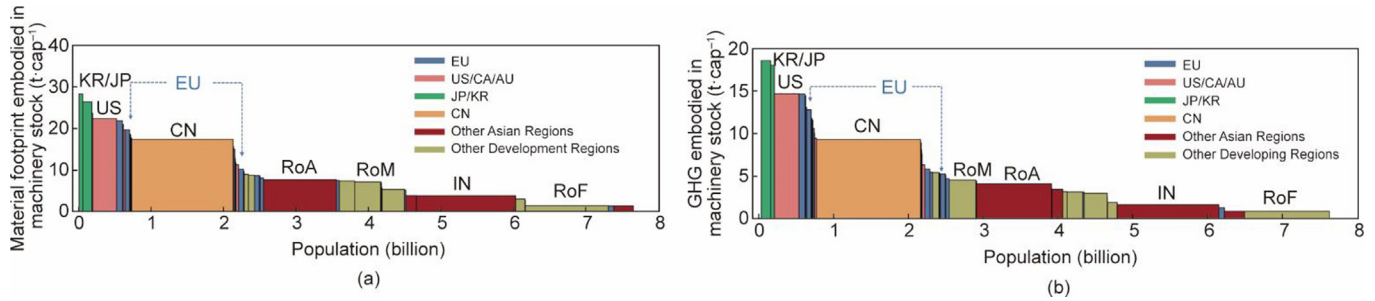 Material footprint embodied in
machinery stock (t·cap⁻¹)
40
30
20
10
0
KR/JP
US
EU
CN
RoA
RoM
IN
RoF
EU
US/CA/AU
JP/KR
CN
Other Asian Regions
Other Development Regions
0 1 2 3 4 5 6 7 8
Population (billion)
(a)
GHG embodied in
machinery stock (t·cap⁻¹)
20
15
10
5
0
KR/JP
US
EU
CN
RoM
RoA
IN
RoF
EU
US/CA/AU
JP/KR
CN
Other Asian Regions
Other Developing Regions
0 1 2 3 4 5 6 7 8
Population (billion)
(b)